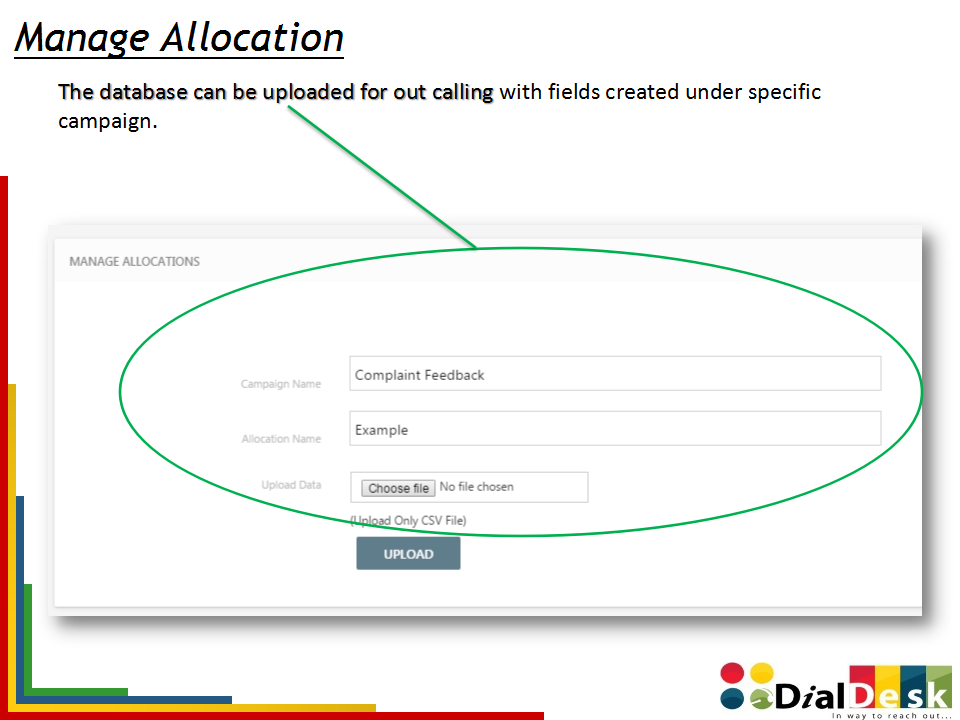 Manage Allocation
The database can be uploaded for out calling with fields created under specific
campaign.
MANAGE ALLOCATIONS
Campaign Name
Complaint Feedback
Allocation Name
Example
Upload Data
Choose file No file chosen
(Upload Only CSV File)
UPLOAD
DialDesk
In way to reach out...